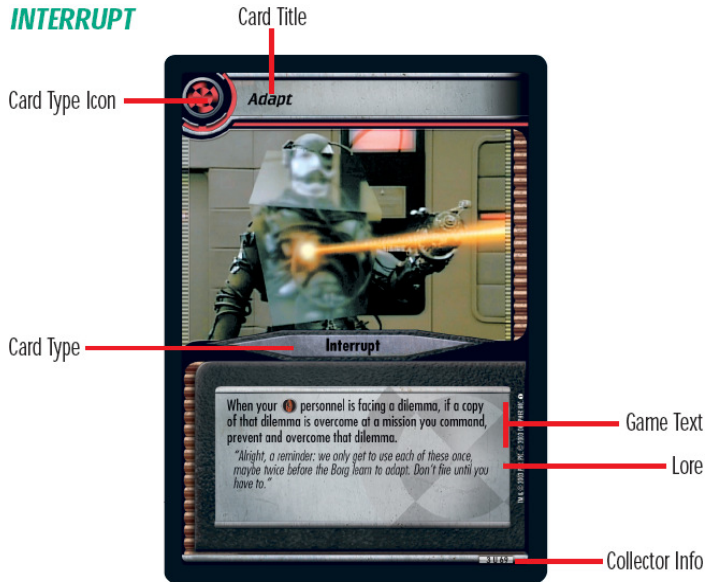 INTERRUPT
Card Title
Card Type Icon
Adapt
Card Type
Interrupt
When your personnel is facing a dilemma, if a copy
of that dilemma is overcome at a mission you command,
prevent and overcome that dilemma.
"Alright, a reminder: we only get to use each of these once,
maybe twice before the Borg learn to adapt. Don't fire until you
have to."
Game Text
Lore
3 U 69
Collector Info